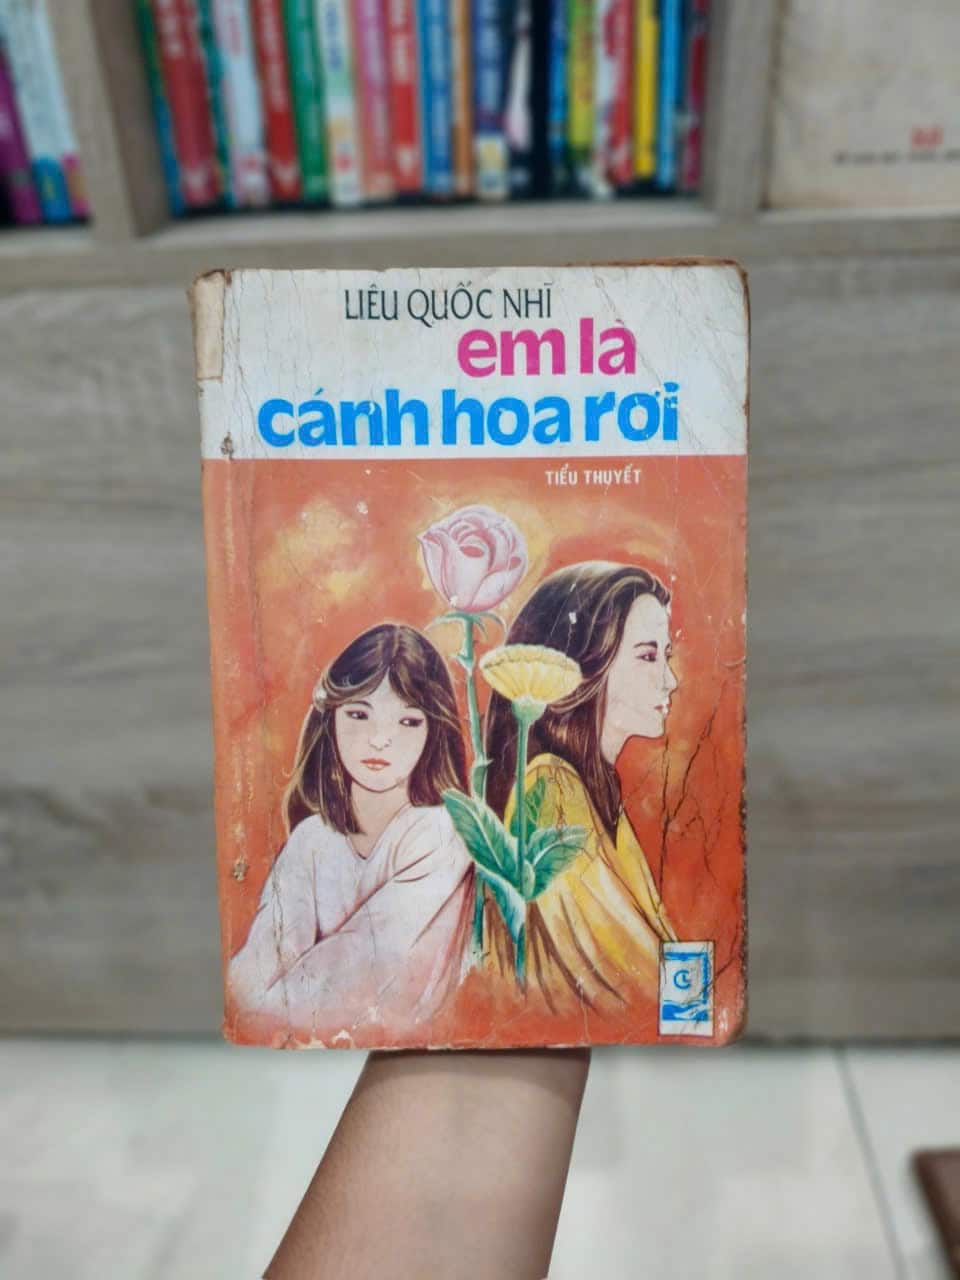 LIÊU QUỐC NHĨ
em là
cánh hoa rơi
TIỂU THUYẾT